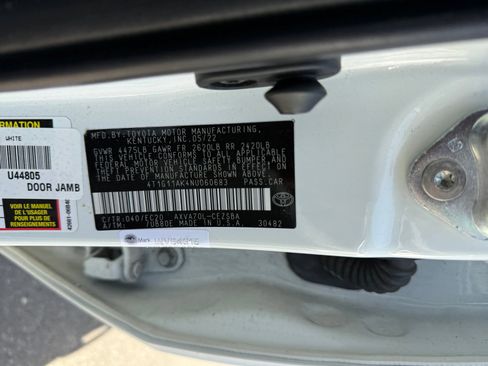 MFD.BY:TOYOTA MOTOR MANUFACTURING,
KENTUCKY, INC. 05/22
GVWR 4475LB GAWR FR 2620LB RR 2420LB
THIS VEHICLE CONFORMS TO ALL APPLICABLE
FEDERAL MOTOR VEHICLE SAFETY, BUMPER,
AND THEFT PREVENTION STANDARDS IN EFFECT
ON THE DATE OF MANUFACTURE SHOWN ABOVE.
4T1G11AK4NU060683 PASS.CAR
C/TR:040/EC20 AXVA70L-CEZSBA
A/TM: 7UB80E MADE IN U.S.A. 30482
TOYOTA
RMATION
WHITE
U44805
DOOR JAMB
LE MANUEL
DE L'USAGER
POUR PLUS DE
Mark